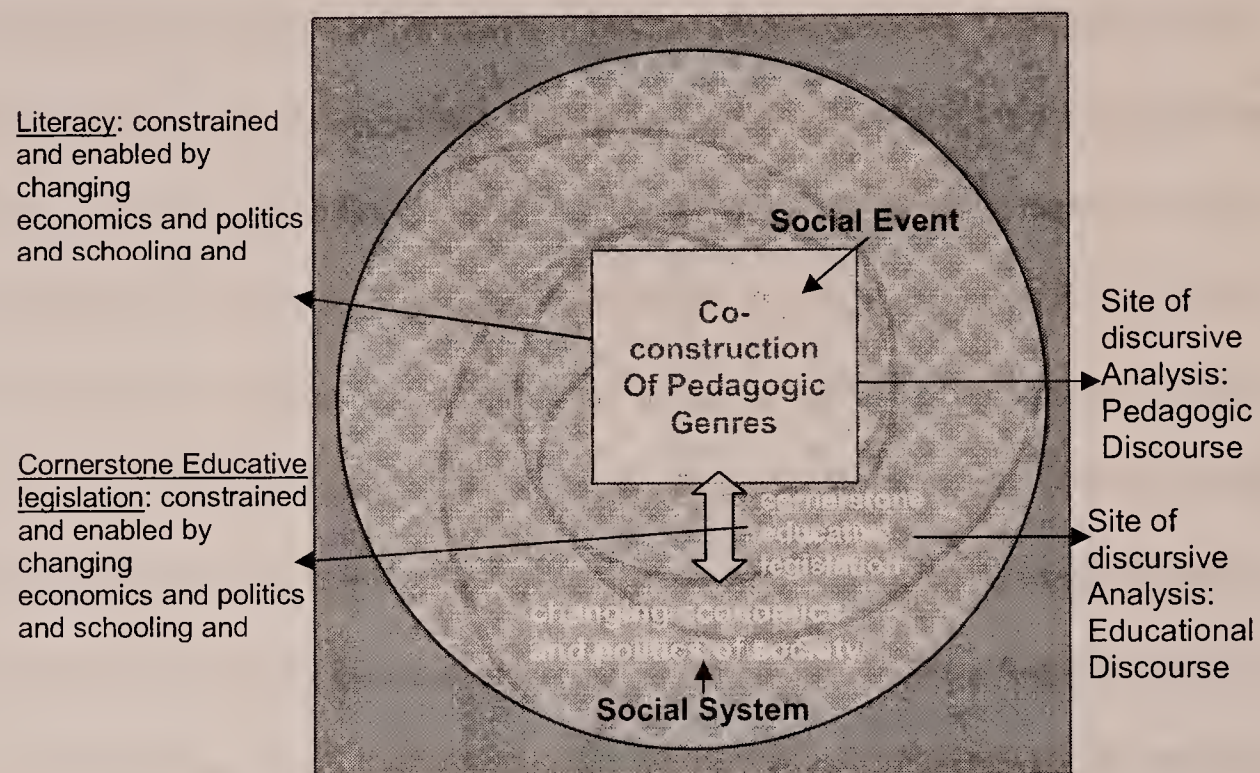 Literacy: constrained
and enabled by
changing
economics and politics
and schooling and
Cornerstone Educative
legislation: constrained
and enabled by
changing
economics and politics
and schooling and
Social Event
Co-
construction
Of Pedagogic
Genres
cornerstone
educative
legislation
changing economics
and politics of society
Social System
Site of
discursive
Analysis:
Pedagogic
Discourse
Site of
discursive
Analysis:
Educational
Discourse